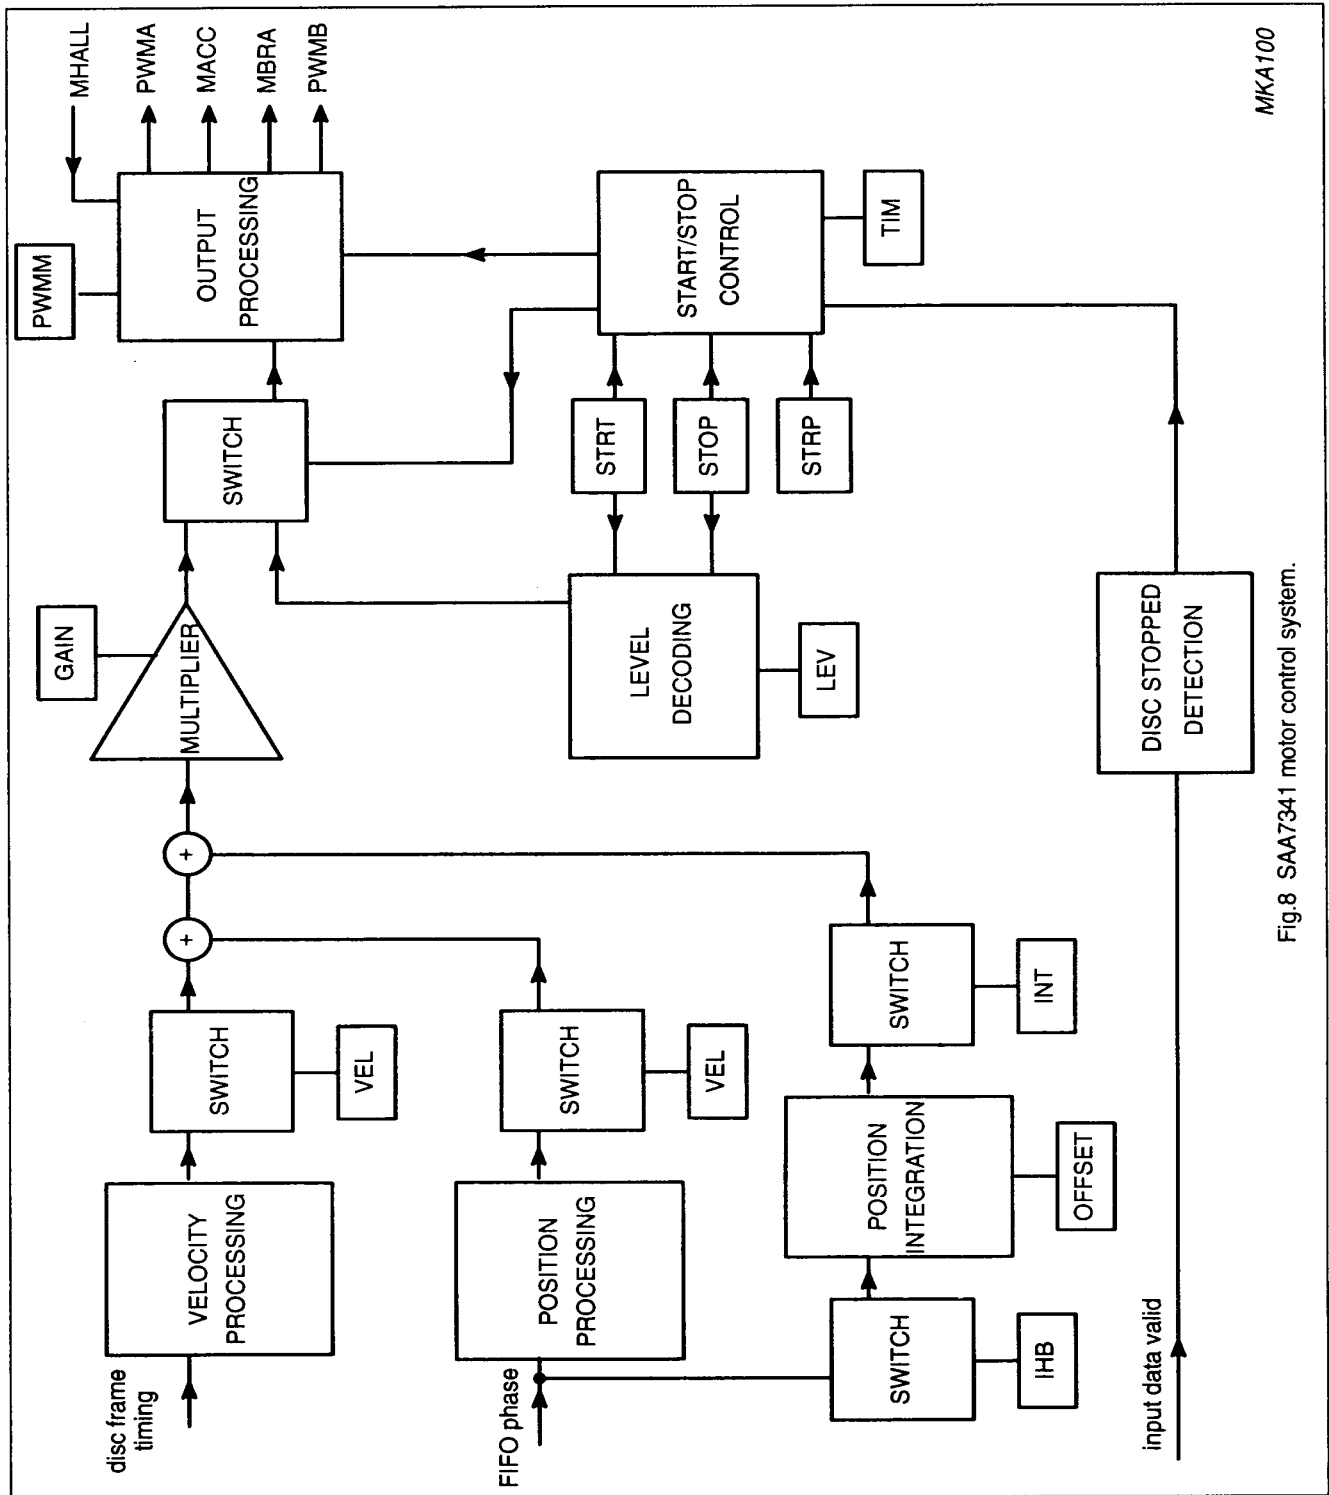 disc frame
timing
VELOCITY
PROCESSING
SWITCH
VEL
+
+
MULTIPLIER
GAIN
SWITCH
PWMM
OUTPUT
PROCESSING
MHALL
PWMA
MACC
MBRA
PWMB
FIFO phase
POSITION
PROCESSING
SWITCH
VEL
LEVEL
DECODING
LEV
STRT
STOP
STRP
START/STOP
CONTROL
TIM
SWITCH
IHB
POSITION
INTEGRATION
OFFSET
SWITCH
INT
input data valid
DISC STOPPED
DETECTION
MKA100
Fig.8 SAA7341 motor control system.